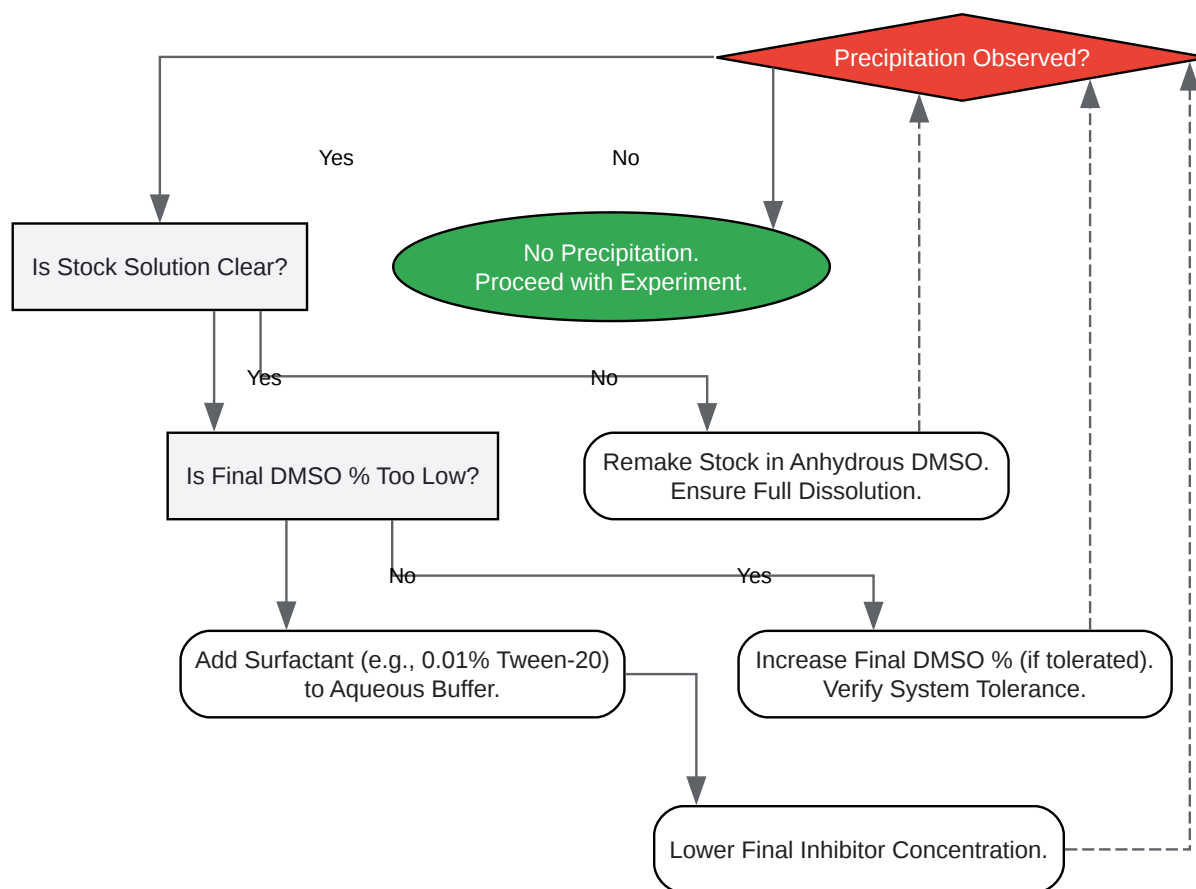 Precipitation Observed?
Yes
No
Is Stock Solution Clear?
No Precipitation.
Proceed with Experiment.
Yes
No
Is Final DMSO % Too Low?
Remake Stock in Anhydrous DMSO.
Ensure Full Dissolution.
No
Yes
Add Surfactant (e.g., 0.01% Tween-20)
to Aqueous Buffer.
Increase Final DMSO % (if tolerated).
Verify System Tolerance.
Lower Final Inhibitor Concentration.